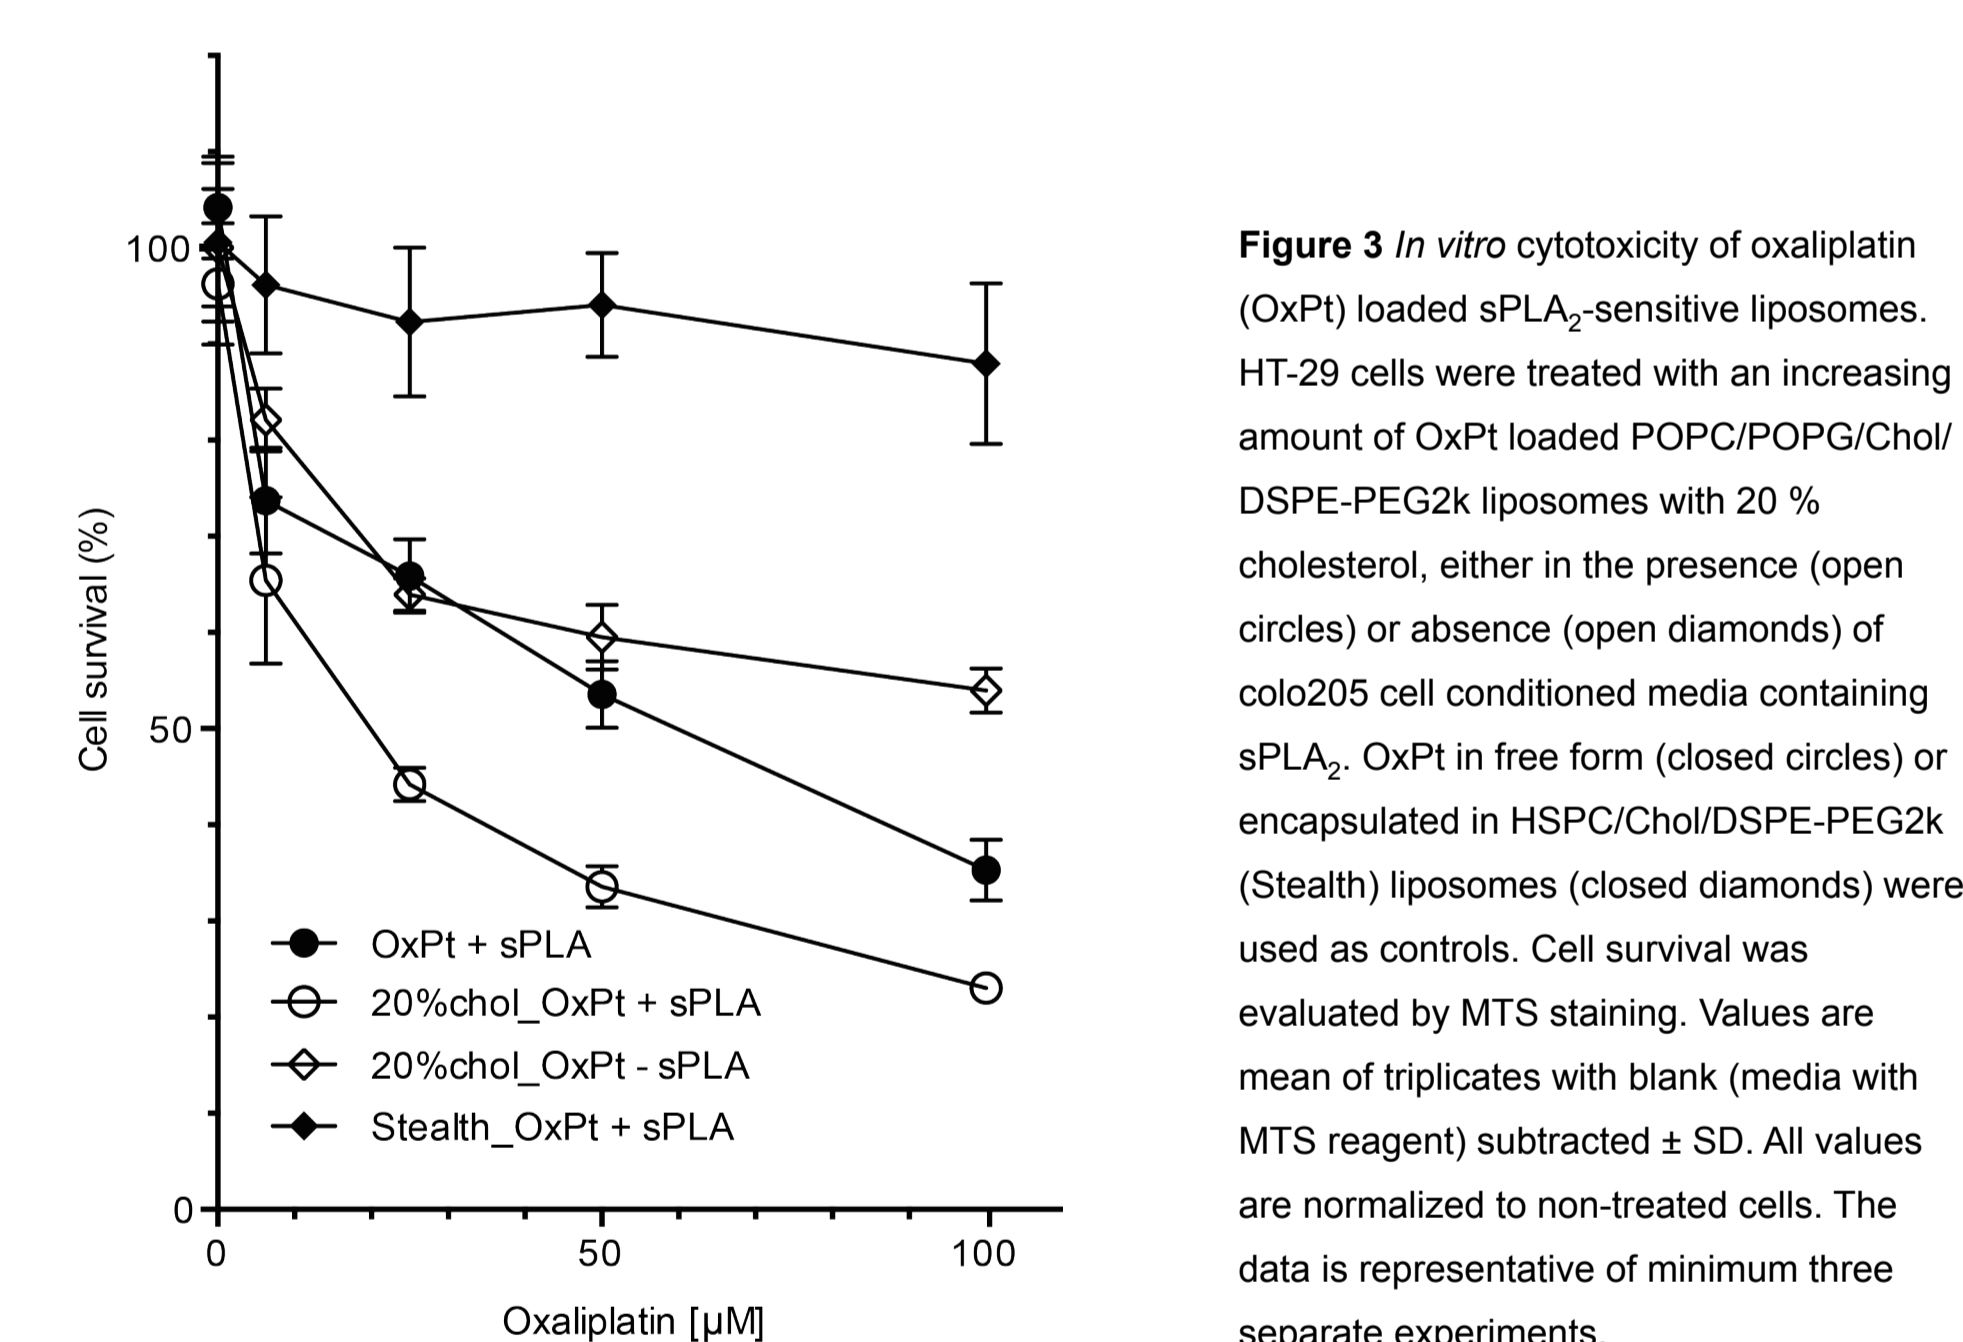 100
50
0
Cell survival (%)
OxPt + sPLA
20%chol_OxPt + sPLA
20%chol_OxPt - sPLA
Stealth_OxPt + sPLA
0 50 100
Oxaliplatin [µM]
Figure 3 In vitro cytotoxicity of oxaliplatin
(OxPt) loaded sPLA₂-sensitive liposomes.
HT-29 cells were treated with an increasing
amount of OxPt loaded POPC/POPG/Chol/
DSPE-PEG2k liposomes with 20 %
cholesterol, either in the presence (open
circles) or absence (open diamonds) of
colo205 cell conditioned media containing
sPLA₂. OxPt in free form (closed circles) or
encapsulated in HSPC/Chol/DSPE-PEG2k
(Stealth) liposomes (closed diamonds) were
used as controls. Cell survival was
evaluated by MTS staining. Values are
mean of triplicates with blank (media with
MTS reagent) subtracted ± SD. All values
are normalized to non-treated cells. The
data is representative of minimum three
separate experiments.